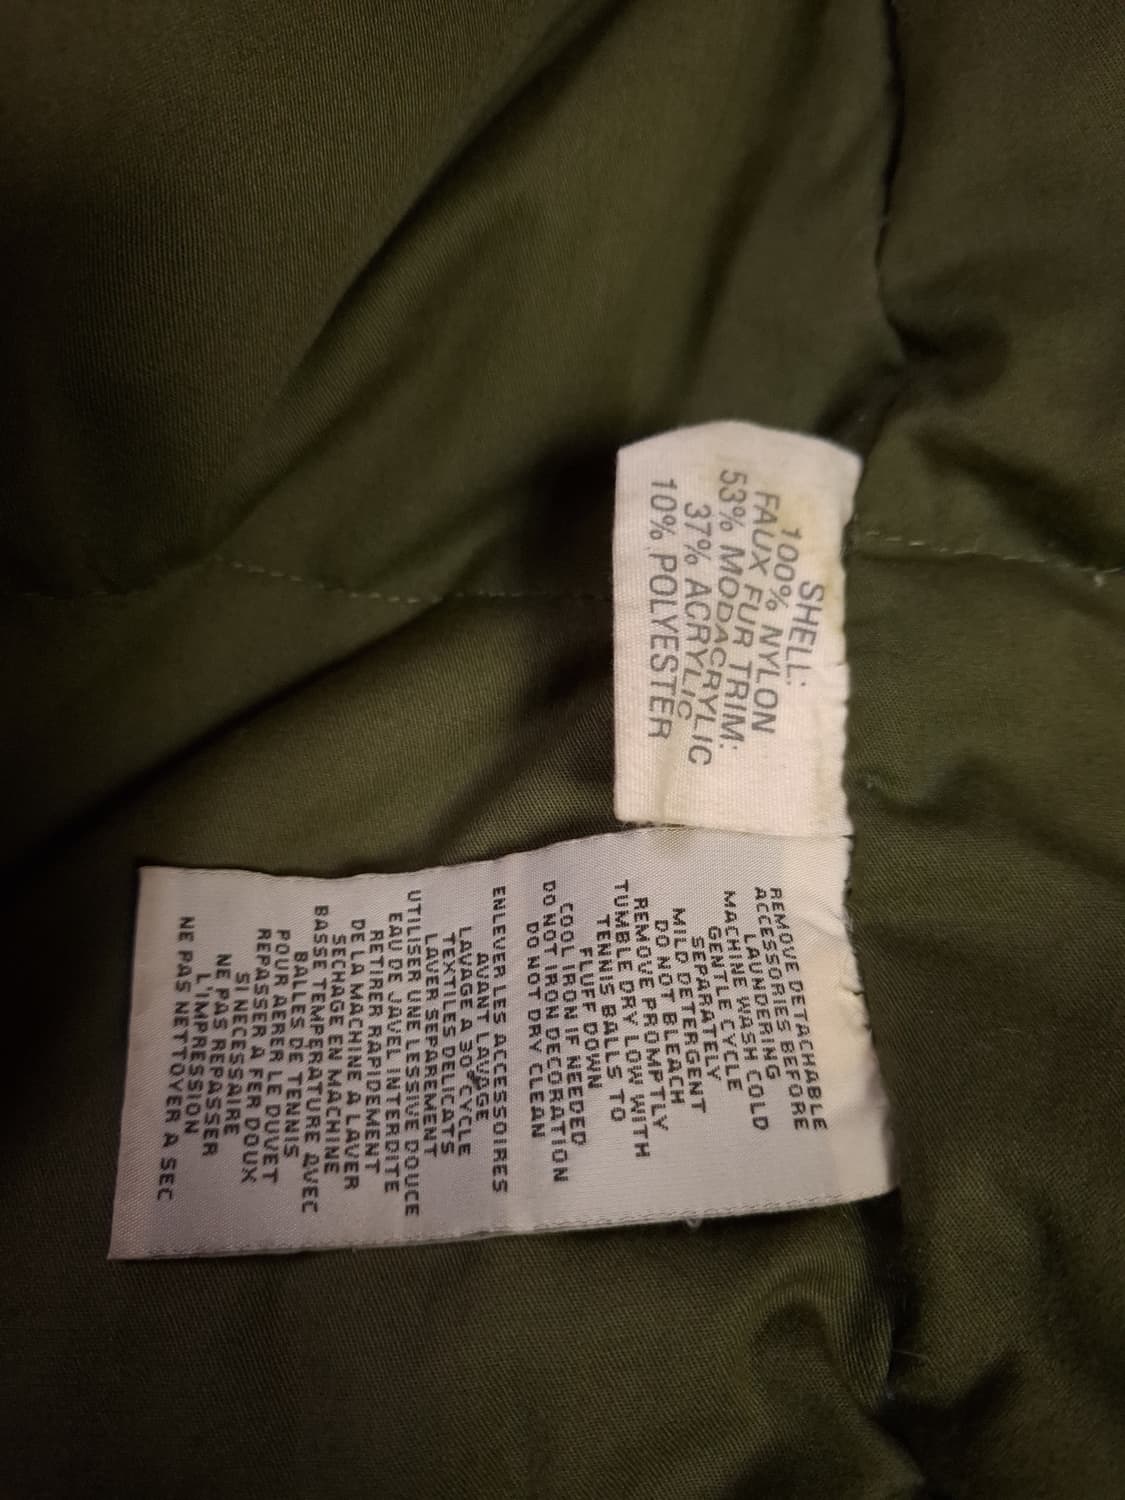 SHELL:
100% NYLON
FAUX FUR TRIM:
53% MODACRYLIC
37% ACRYLIC
10% POLYESTER
REMOVE DETACHABLE
ACCESSORIES BEFORE
LAUNDERING
MACHINE WASH COLD
GENTLE CYCLE
SEPARATELY
MILD DETERGENT
DO NOT BLEACH
REMOVE PROMPTLY
TUMBLE DRY LOW WITH
TENNIS BALLS TO
FLUFF DOWN
COOL IRON IF NEEDED
DO NOT IRON DECORATION
DO NOT DRY CLEAN
ENLEVER LES ACCESSOIRES
AVANT LAVAGE
LAVAGE A 30° CYCLE
TEXTILES DELICATS
LAVER SEPAREMENT
UTILISER UNE LESSIVE DOUCE
EAU DE JAVEL INTERDITE
RETIRER RAPIDEMENT
DE LA MACHINE A LAVER
SECHAGE EN MACHINE
BASSE TEMPERATURE AVEC
BALLES DE TENNIS
POUR AERER LE DUVET
REPASSER A FER DOUX
SI NECESSAIRE
NE PAS REPASSER
L'IMPRESSION
NE PAS NETTOYER A SEC